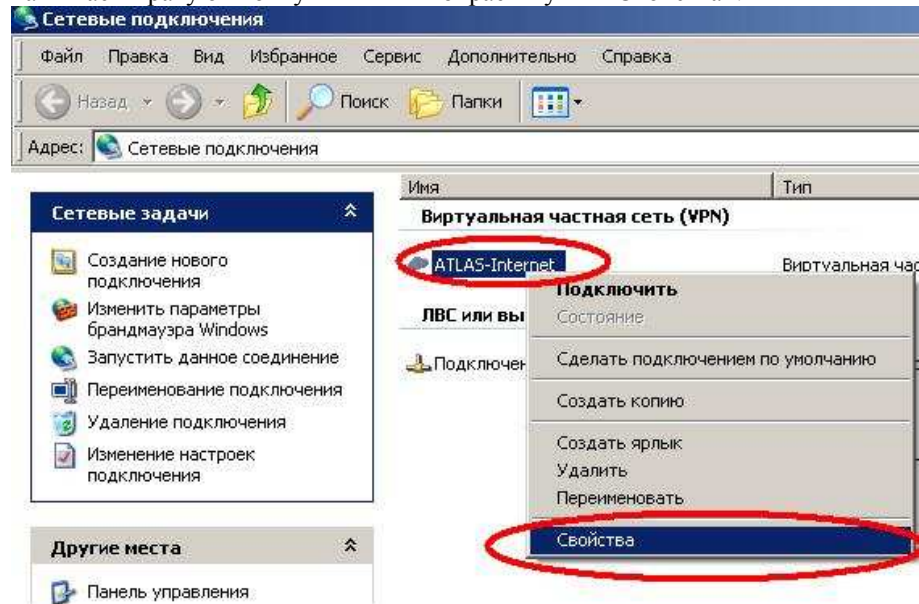 Сетевые подключения
Файл Правка Вид Избранное Сервис Дополнительно Справка
Назад Поиск Папки
Адрес: Сетевые подключения
Имя Тип
Сетевые задачи
Создание нового
подключения
Изменить параметры
брандмауэра Windows
Запустить данное соединение
Переименование подключения
Удаление подключения
Изменение настроек
подключения
Другие места
Панель управления
Виртуальная частная сеть (VPN)
ATLAS-Internet Виртуальная час
ЛВС или вы
Подключен
Подключить
Состояние
Сделать подключением по умолчанию
Создать копию
Создать ярлык
Удалить
Переименовать
Свойства